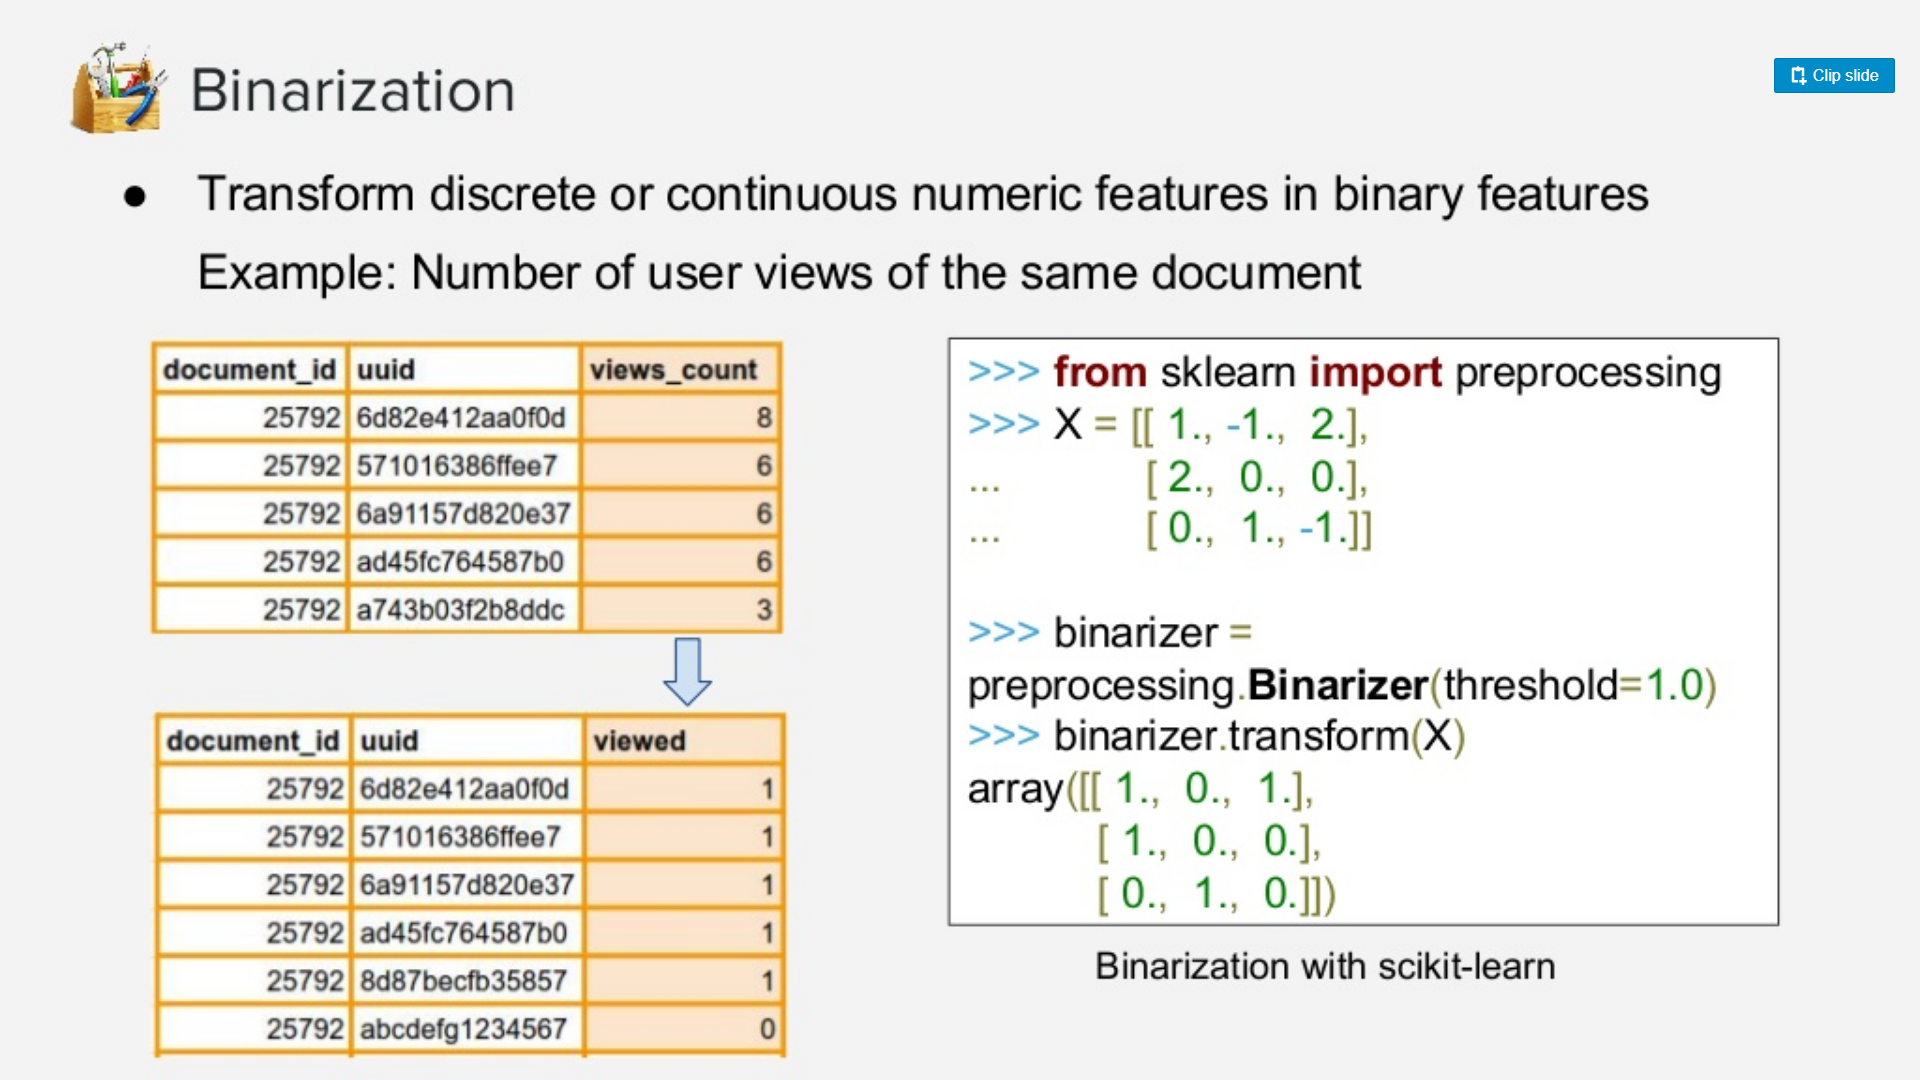 Binarization
Clip slide
● Transform discrete or continuous numeric features in binary features
Example: Number of user views of the same document
document_id uuid views_count
25792 6d82e412aa0f0d 8
25792 571016386ffee7 6
25792 6a91157d820e37 6
25792 ad45fc764587b0 6
25792 a743b03f2b8ddc 3
document_id uuid viewed
25792 6d82e412aa0f0d 1
25792 571016386ffee7 1
25792 6a91157d820e37 1
25792 ad45fc764587b0 1
25792 8d87becfb35857 1
25792 abcdefg1234567 0
>>> from sklearn import preprocessing
>>> X = [[ 1., -1., 2.],
... [ 2., 0., 0.],
... [ 0., 1., -1.]]
>>> binarizer =
preprocessing.Binarizer(threshold=1.0)
>>> binarizer.transform(X)
array([[ 1., 0., 1.],
[ 1., 0., 0.],
[ 0., 1., 0.]])
Binarization with scikit-learn